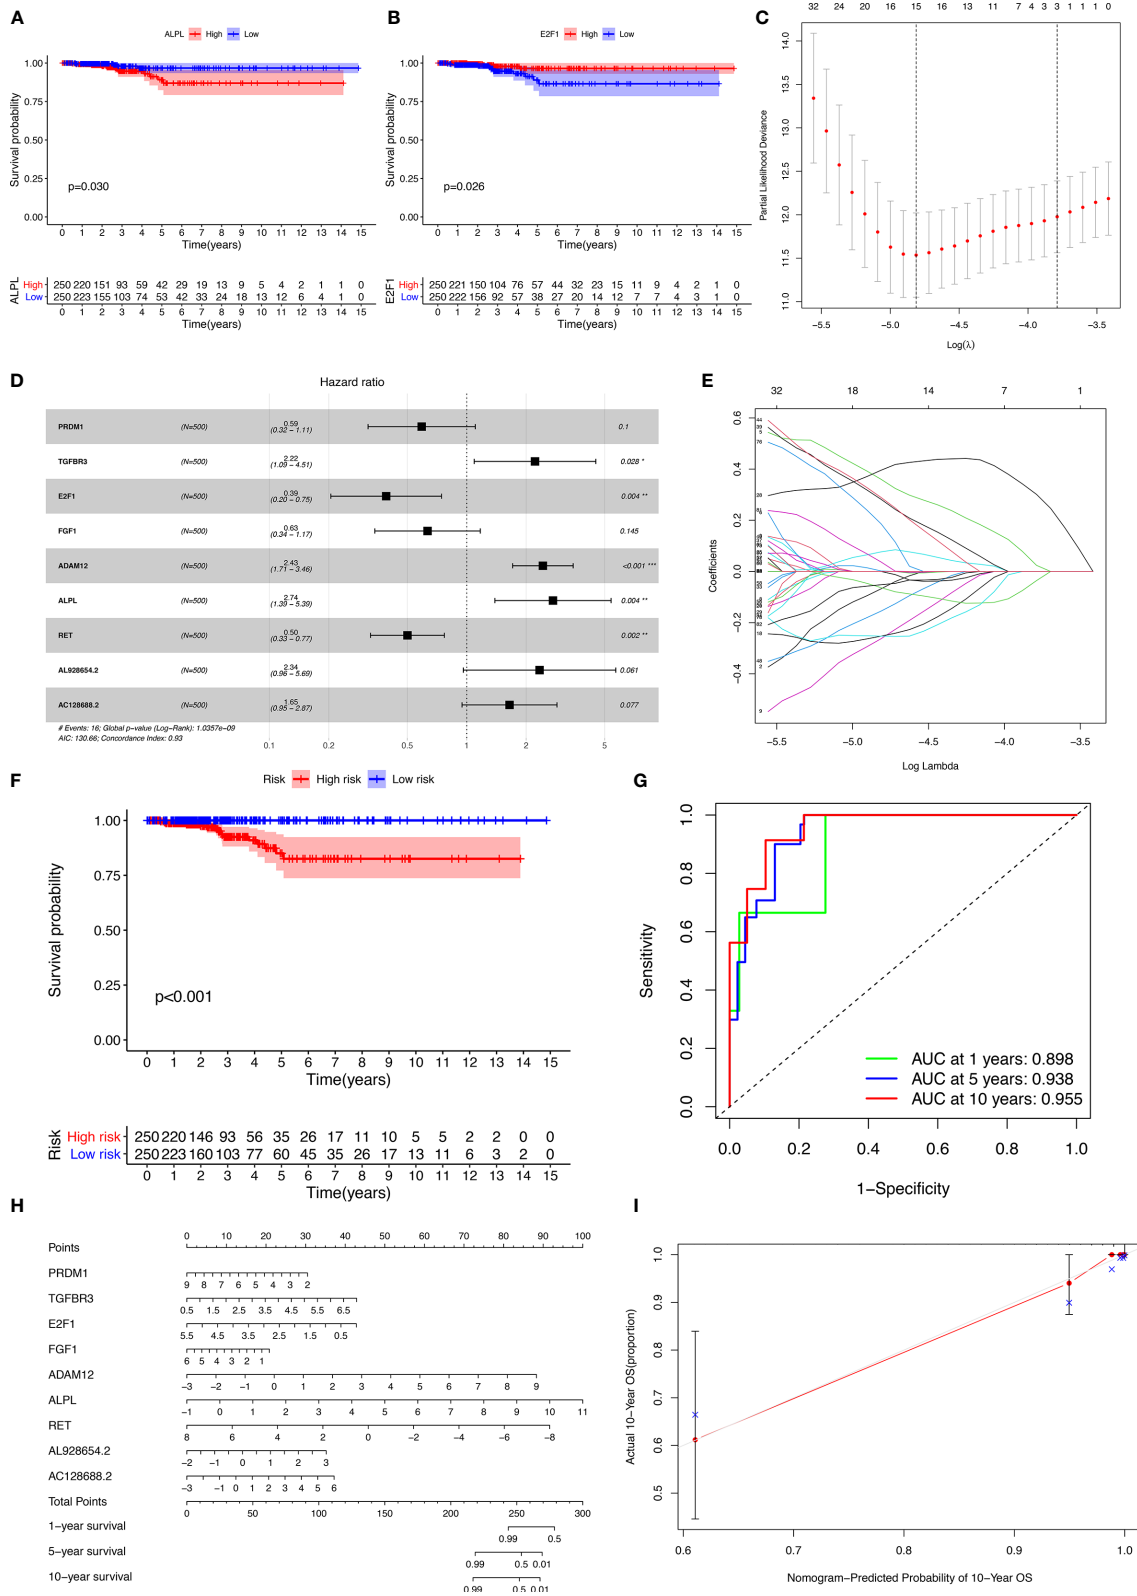 A
ALPL High Low
Survival probability
1.00
0.75
0.50
0.25
0.00
p=0.030
0 1 2 3 4 5 6 7 8 9 10 11 12 13 14 15
Time(years)
ALPL
High 250 220 151 93 59 42 29 19 13 9 5 4 2 1 1 0
Low 250 223 155 103 74 53 42 33 24 18 13 12 6 4 1 0
0 1 2 3 4 5 6 7 8 9 10 11 12 13 14 15
Time(years)
B
E2F1 High Low
Survival probability
1.00
0.75
0.50
0.25
0.00
p=0.026
0 1 2 3 4 5 6 7 8 9 10 11 12 13 14 15
Time(years)
E2F1
High 250 221 150 104 76 57 44 32 23 15 11 9 4 2 1 0
Low 250 222 156 92 57 38 27 20 14 12 7 7 4 3 1 0
0 1 2 3 4 5 6 7 8 9 10 11 12 13 14 15
Time(years)
C
32 24 20 16 15 16 13 11 7 4 3 3 1 1 0
Partial Likelihood Deviance
14.0
13.5
13.0
12.5
12.0
11.5
11.0
−5.5 −5.0 −4.5 −4.0 −3.5
Log(λ)
D
Hazard ratio
PRDM1 (N=500) 0.59 (0.32 − 1.11) 0.1
TGFBR3 (N=500) 2.22 (1.09 − 4.51) 0.028 *
E2F1 (N=500) 0.39 (0.20 − 0.75) 0.004 **
FGF1 (N=500) 0.63 (0.34 − 1.17) 0.145
ADAM12 (N=500) 2.43 (1.71 − 3.46) <0.001 ***
ALPL (N=500) 2.74 (1.39 − 5.39) 0.004 **
RET (N=500) 0.50 (0.33 − 0.77) 0.002 **
AL928654.2 (N=500) 2.34 (0.96 − 5.69) 0.061
AC128688.2 (N=500) 1.65 (0.95 − 2.87) 0.077
# Events: 16; Global p−value (Log−Rank): 1.0357e−09
AIC: 130.66; Concordance Index: 0.93
0.1 0.2 0.5 1 2 5
E
32 18 14 7 1
Coefficients
0.6
0.4
0.2
0.0
−0.2
−0.4
−5.5 −5.0 −4.5 −4.0 −3.5
Log Lambda
F
Risk High risk Low risk
Survival probability
1.00
0.75
0.50
0.25
0.00
p<0.001
0 1 2 3 4 5 6 7 8 9 10 11 12 13 14 15
Time(years)
Risk
High risk 250 220 146 93 56 35 26 17 11 10 5 5 2 2 0 0
Low risk 250 223 160 103 77 60 45 35 26 17 13 11 6 3 2 0
0 1 2 3 4 5 6 7 8 9 10 11 12 13 14 15
Time(years)
G
Sensitivity
1.0
0.8
0.6
0.4
0.2
0.0
AUC at 1 years: 0.898
AUC at 5 years: 0.938
AUC at 10 years: 0.955
0.0 0.2 0.4 0.6 0.8 1.0
1−Specificity
H
Points 0 10 20 30 40 50 60 70 80 90 100
PRDM1 9 8 7 6 5 4 3 2
TGFBR3 0.5 1.5 2.5 3.5 4.5 5.5 6.5
E2F1 5.5 4.5 3.5 2.5 1.5 0.5
FGF1 6 5 4 3 2 1
ADAM12 −3 −2 −1 0 1 2 3 4 5 6 7 8 9
ALPL −1 0 1 2 3 4 5 6 7 8 9 10 11
RET 8 6 4 2 0 −2 −4 −6 −8
AL928654.2 −2 −1 0 1 2 3
AC128688.2 −3 −1 0 1 2 3 4 5 6
Total Points 0 50 100 150 200 250 300
1−year survival 0.99 0.5
5−year survival 0.99 0.5 0.01
10−year survival 0.99 0.5 0.01
I
Actual 10−Year OS(proportion)
1.0
0.9
0.8
0.7
0.6
0.5
0.6 0.7 0.8 0.9 1.0
Nomogram−Predicted Probability of 10−Year OS